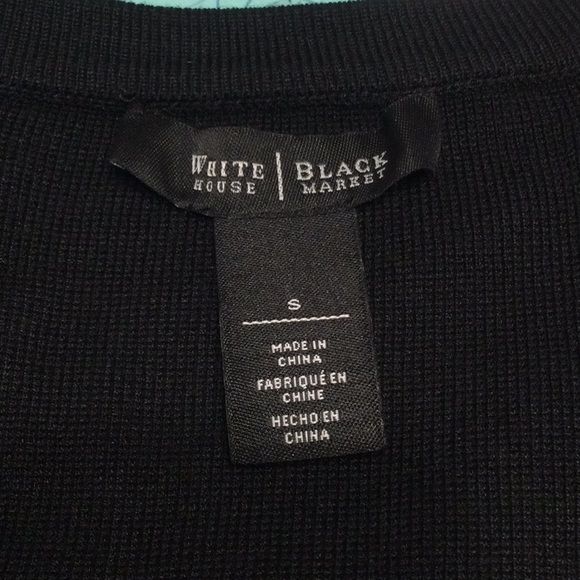 WHITE | BLACK
HOUSE | MARKET
S
MADE IN
CHINA
FABRIQUÉ EN
CHINE
HECHO EN
CHINA